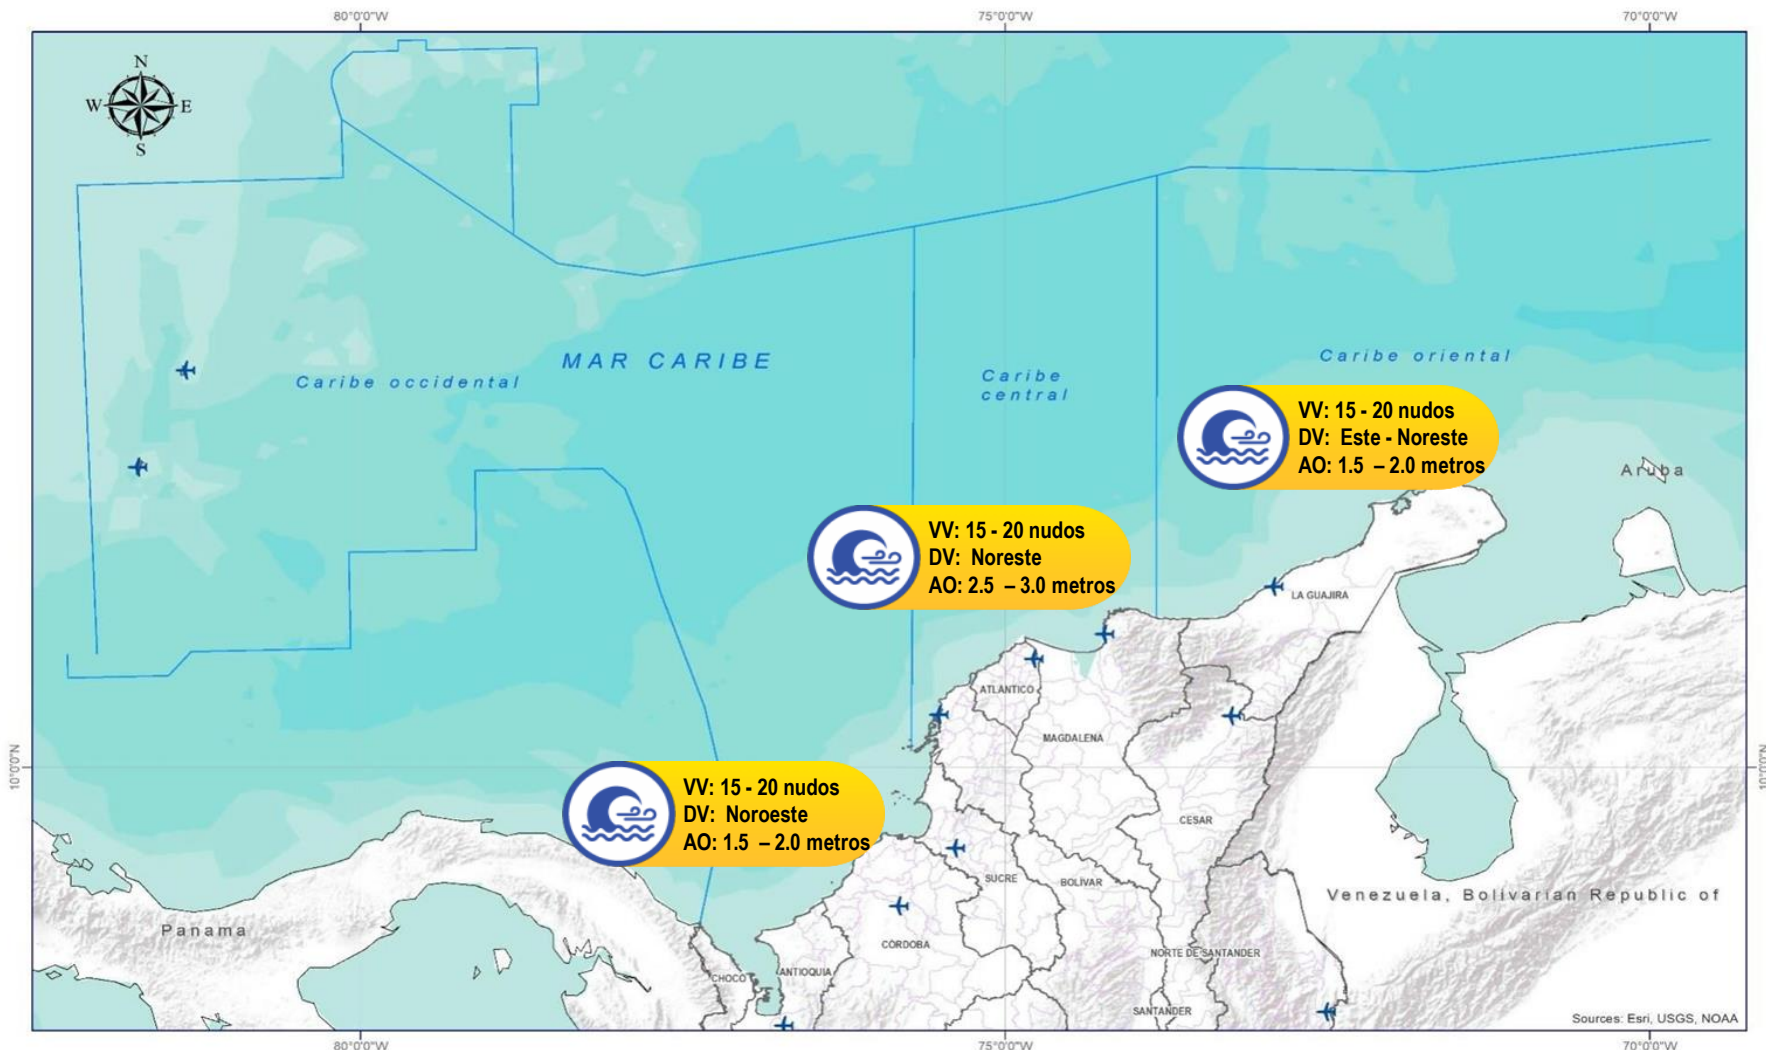 80°0'0"W
75°0'0"W
70°0'0"W
N
W
E
S
MAR CARIBE
Caribe occidental
Caribe
central
Caribe oriental
VV: 15 - 20 nudos
DV: Este - Noreste
AO: 1.5 – 2.0 metros
Aruba
VV: 15 - 20 nudos
DV: Noreste
AO: 2.5 – 3.0 metros
LA GUAJIRA
ATLÁNTICO
MAGDALENA
10°0'0"N
10°0'0"N
VV: 15 - 20 nudos
DV: Noroeste
AO: 1.5 – 2.0 metros
CESAR
SUCRE
BOLÍVAR
Venezuela, Bolivarian Republic of
Panama
CÓRDOBA
NORTE DE SANTANDER
CHOCO
ANTIOQUIA
SANTANDER
Sources: Esri, USGS, NOAA
80°0'0"W
75°0'0"W
70°0'0"W